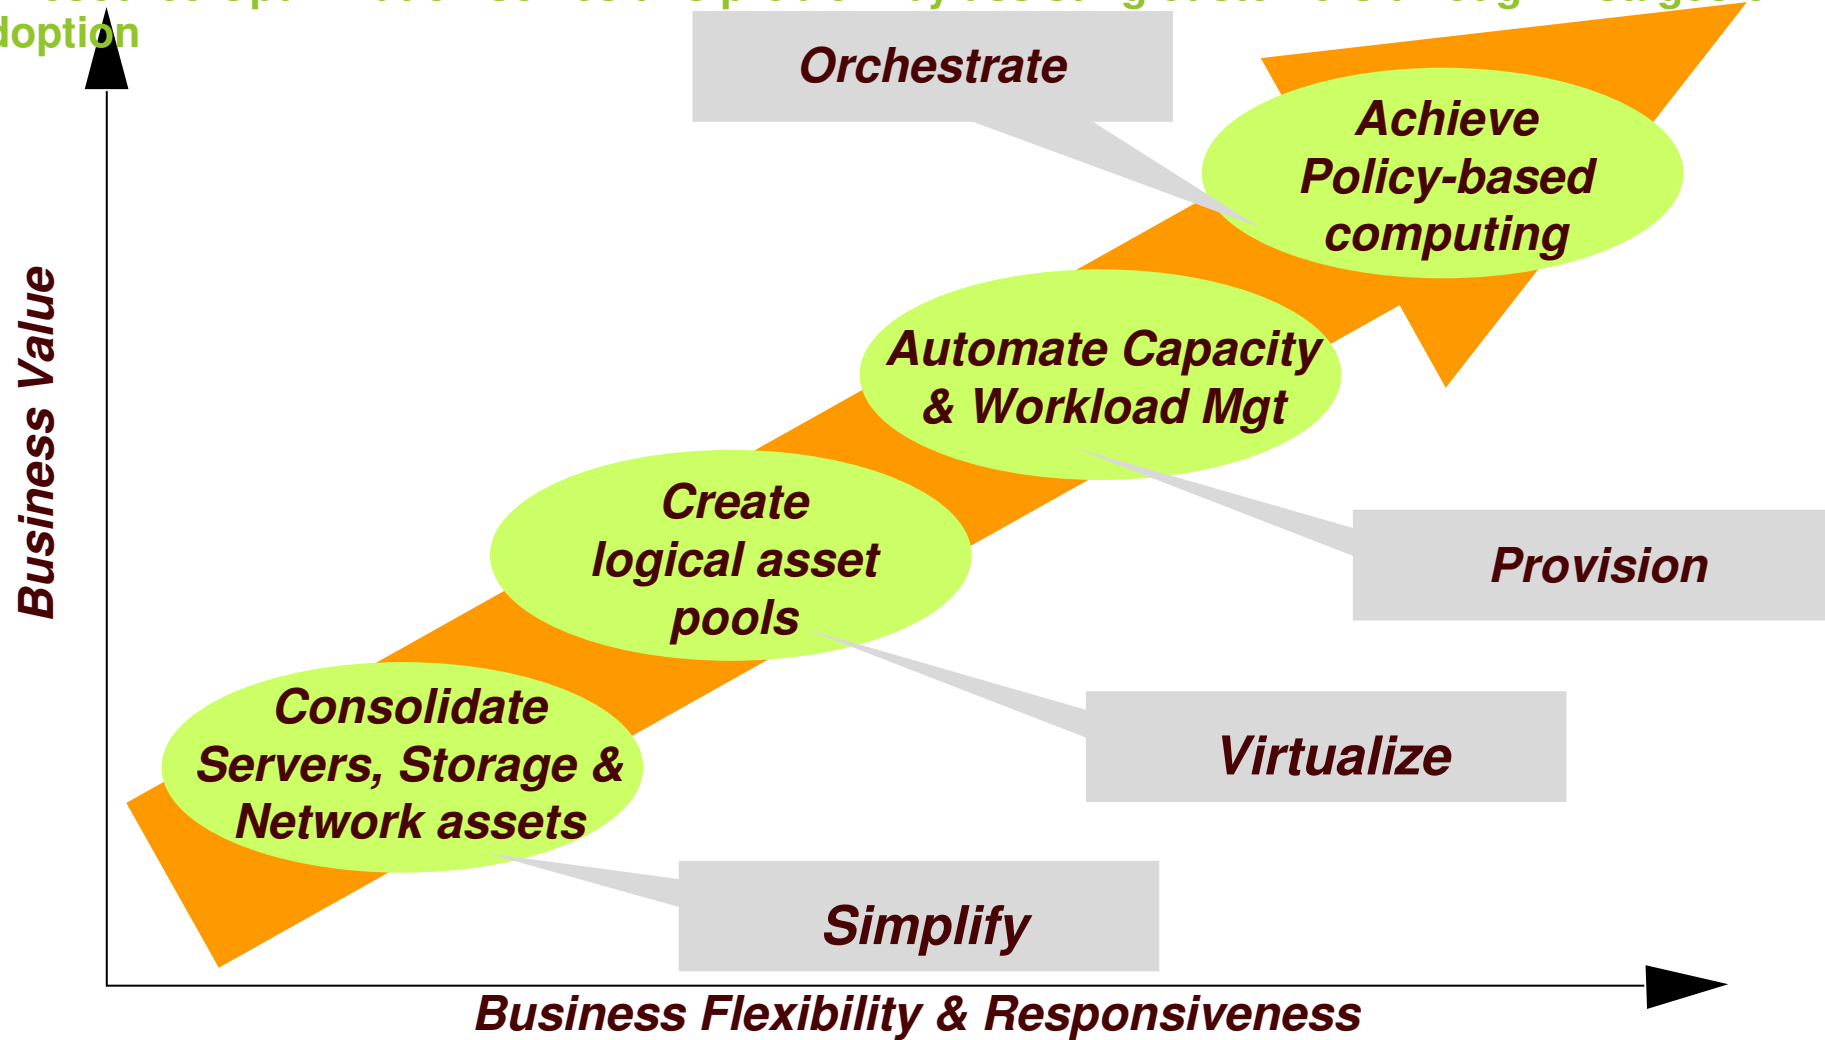 doption
Orchestrate
Achieve
Policy-based
computing
Automate Capacity
& Workload Mgt
Create
logical asset
pools
Provision
Consolidate
Servers, Storage &
Network assets
Virtualize
Simplify
Business Value
Business Flexibility & Responsiveness